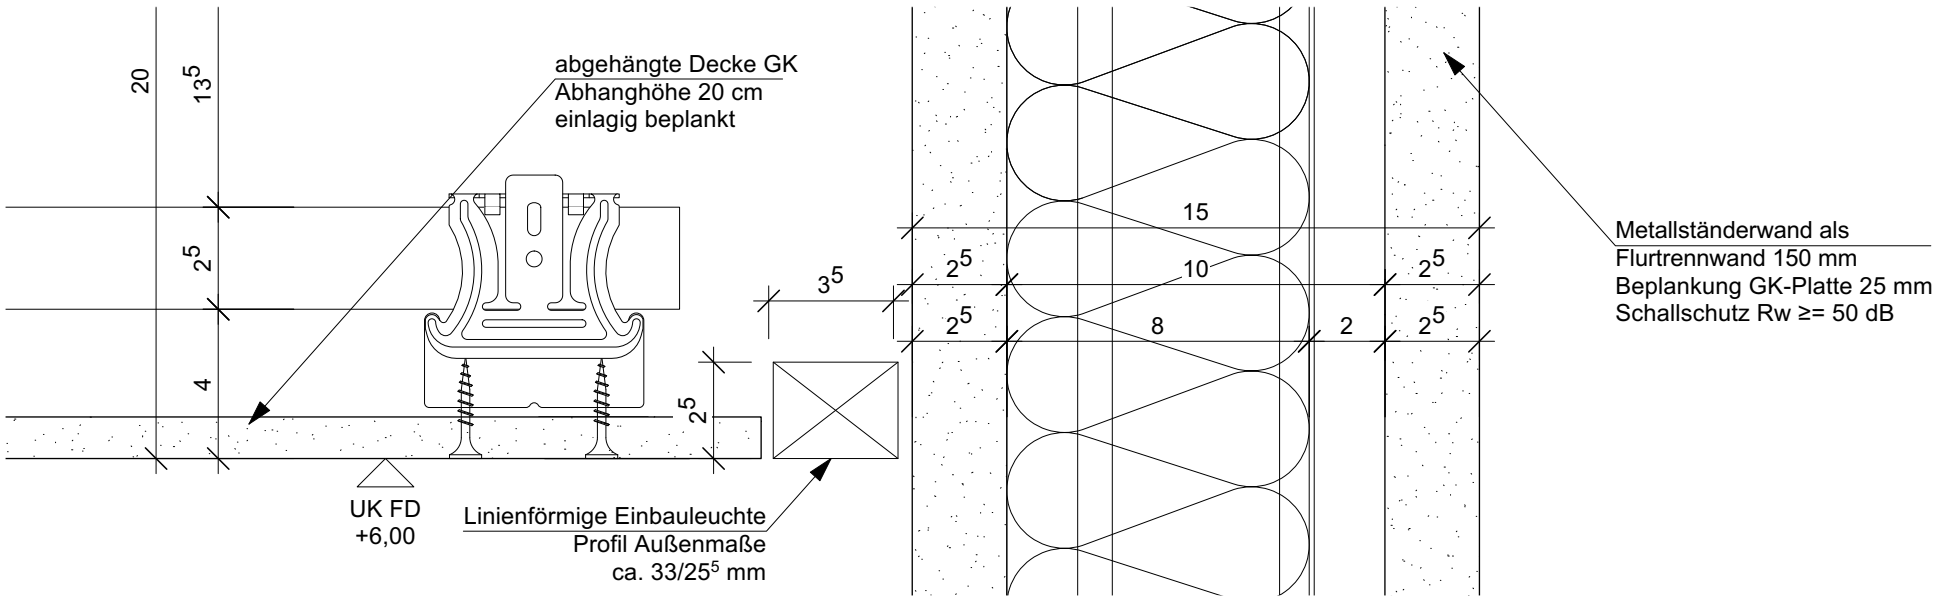 abgehängte Decke GK
Abhanghöhe 20 cm
einlagig beplankt
20
13⁵
2⁵
4
UK FD
+6,00
Linienförmige Einbauleuchte
Profil Außenmaße
ca. 33/25⁵ mm
2⁵
3⁵
15
2⁵
10
2⁵
2⁵
8
2
2⁵
Metallständerwand als
Flurtrennwand 150 mm
Beplankung GK-Platte 25 mm
Schallschutz Rw ≥= 50 dB